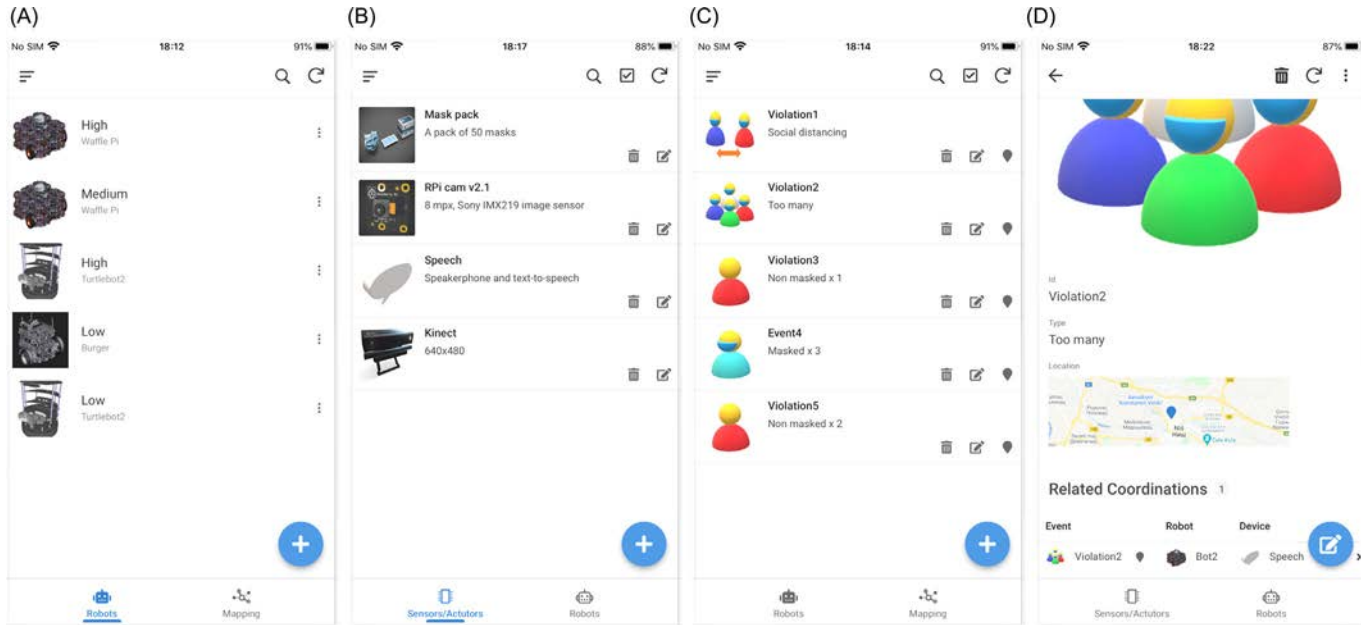 (A)
No SIM 18:12 91%
High
Waffle Pi
Medium
Waffle Pi
High
Turtlebot2
Low
Burger
Low
Turtlebot2
Robots Mapping
(B)
No SIM 18:17 88%
Mask pack
A pack of 50 masks
RPi cam v2.1
8 mpx, Sony IMX219 image sensor
Speech
Speakerphone and text-to-speech
Kinect
640x480
Sensors/Actutors Robots
(C)
No SIM 18:14 91%
Violation1
Social distancing
Violation2
Too many
Violation3
Non masked x 1
Event4
Masked x 3
Violation5
Non masked x 2
Robots Mapping
(D)
No SIM 18:22 87%
Id
Violation2
Type
Too many
Location
Related Coordinations 1
Event Robot Device
Violation2 Bot2 Speech
Sensors/Actutors Robots